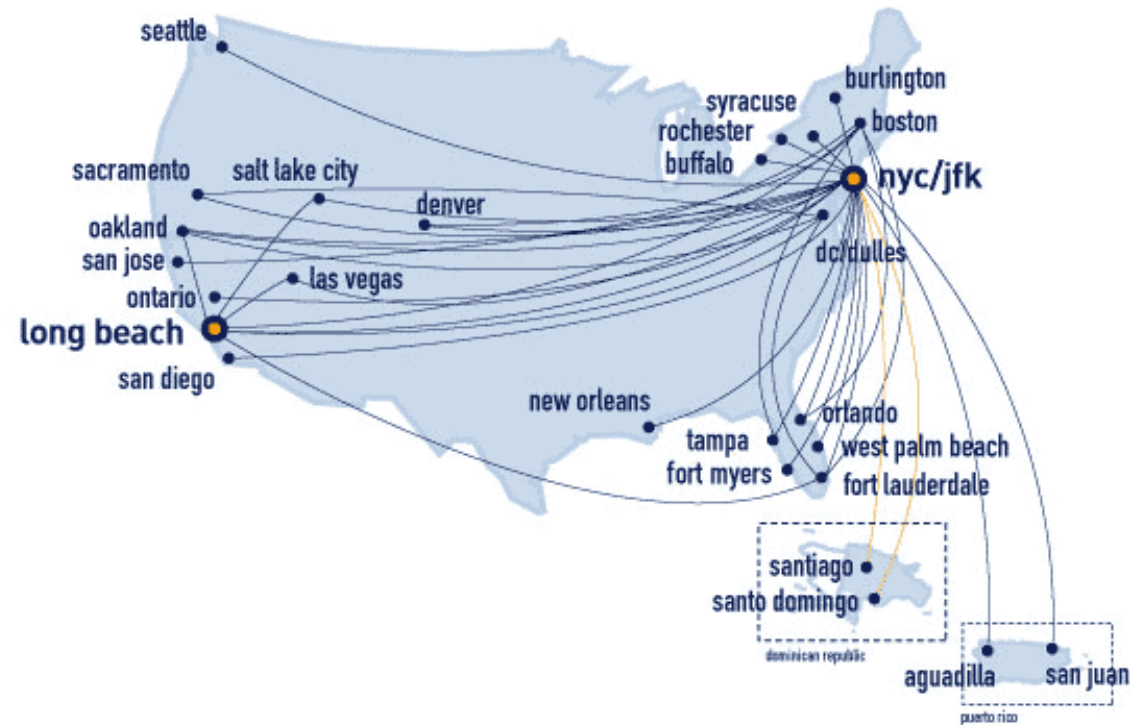 seattle
burlington
syracuse
boston
rochester
buffalo
sacramento
salt lake city
nyc/jfk
denver
oakland
dc/dulles
san jose
las vegas
ontario
long beach
san diego
new orleans
orlando
tampa
west palm beach
fort myers
fort lauderdale
santiago
santo domingo
dominican republic
aguadilla
san juan
puerto rico